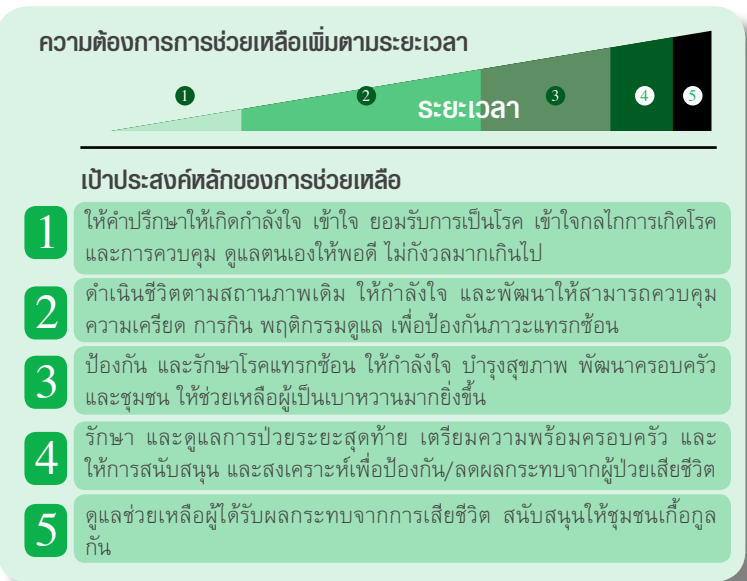 ความต้องการการช่วยเหลือเพิ่มตามระยะเวลา
1 2 3 4 5
ระยะเวลา
เป้าประสงค์หลักของการช่วยเหลือ
1 ให้คำปรึกษาให้เกิดกำลังใจ เข้าใจ ยอมรับการเป็นโรค เข้าใจกลไกการเกิดโรค
และการควบคุม ดูแลตนเองให้พอดี ไม่กังวลมากเกินไป
2 ดำเนินชีวิตตามสถานภาพเดิม ให้กำลังใจ และพัฒนาให้สามารถควบคุม
ความเครียด การกิน พฤติกรรมดูแล เพื่อป้องกันภาวะแทรกซ้อน
3 ป้องกัน และรักษาโรคแทรกซ้อน ให้กำลังใจ บำรุงสุขภาพ พัฒนาครอบครัว
และชุมชน ให้ช่วยเหลือผู้เป็นเบาหวานมากยิ่งขึ้น
4 รักษา และดูแลการป่วยระยะสุดท้าย เตรียมความพร้อมครอบครัว และ
ให้การสนับสนุน และสงเคราะห์เพื่อป้องกัน/ลดผลกระทบจากผู้ป่วยเสียชีวิต
5 ดูแลช่วยเหลือผู้ได้รับผลกระทบจากการเสียชีวิต สนับสนุนให้ชุมชนเกื้อกูล
กัน